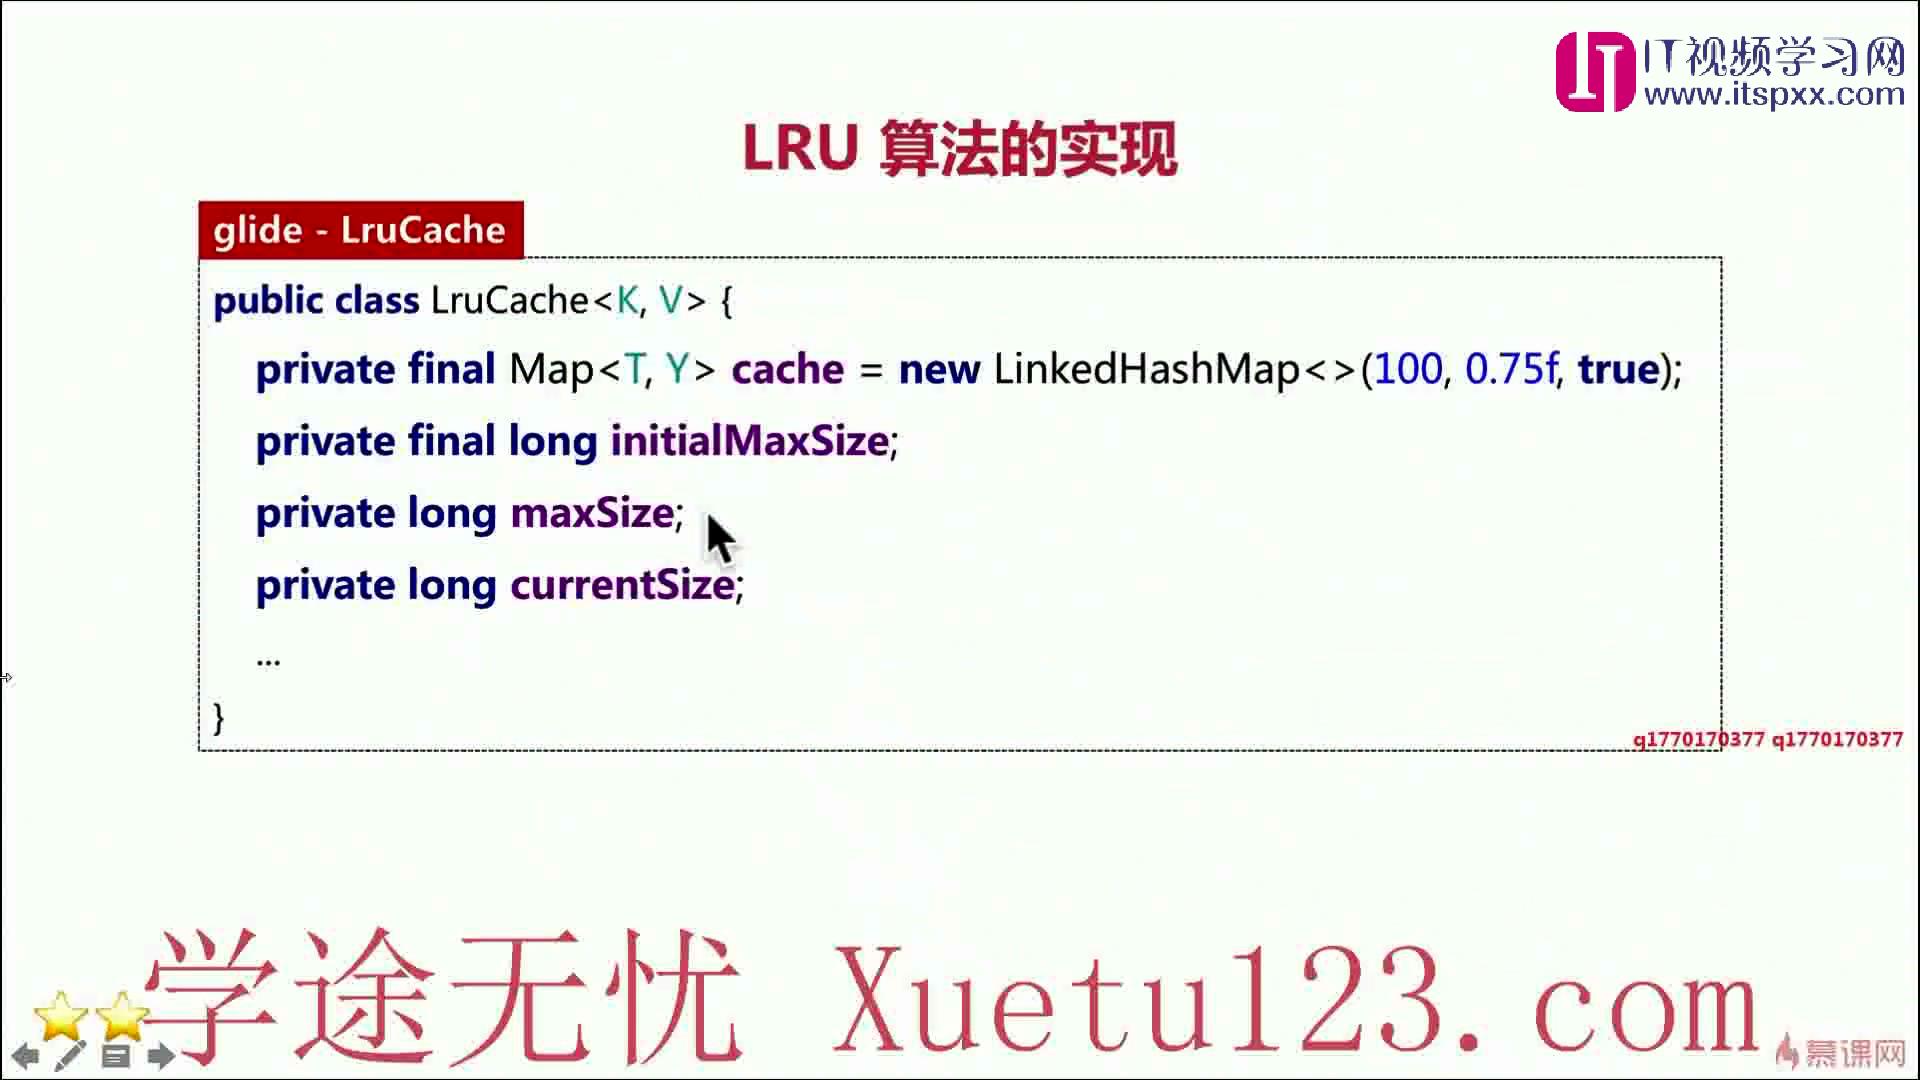 IT视频学习网
www.itspxx.com
LRU 算法的实现
glide - LruCache
public class LruCache<K, V> {
private final Map<T, Y> cache = new LinkedHashMap<>(100, 0.75f, true);
private final long initialMaxSize;
private long maxSize;
private long currentSize;
...
}
q1770170377 q1770170377
学途无忧 Xuetu123.com
慕课网